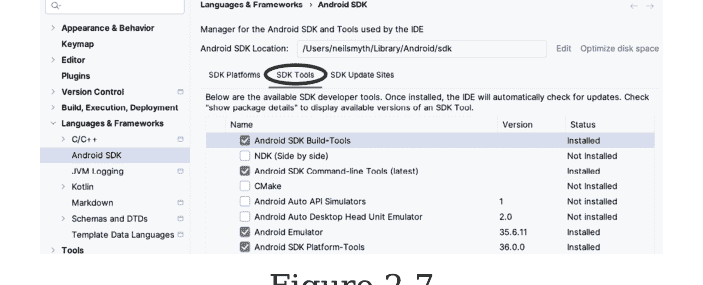 Languages & Frameworks › Android SDK
Q-
Appearance & Behavior
Keymap
Editor
Plugins
Version Control
Build, Execution, Deployment
Languages & Frameworks
C/C++
Android SDK
JVM Logging
Kotlin
Markdown
Schemas and DTDs
Template Data Languages
Tools
Manager for the Android SDK and Tools used by the IDE
Android SDK Location: /Users/neilsmyth/Library/Android/sdk Edit Optimize disk space
SDK Platforms SDK Tools SDK Update Sites
Below are the available SDK developer tools. Once installed, the IDE will automatically check for updates. Check
"show package details" to display available versions of an SDK Tool.
Name Version Status
Android SDK Build-Tools Installed
NDK (Side by side) Not Installed
Android SDK Command-line Tools (latest) Installed
CMake Not installed
Android Auto API Simulators 1 Not installed
Android Auto Desktop Head Unit Emulator 2.0 Not installed
Android Emulator 35.6.11 Installed
Android SDK Platform-Tools 36.0.0 Installed
Figure 2-7